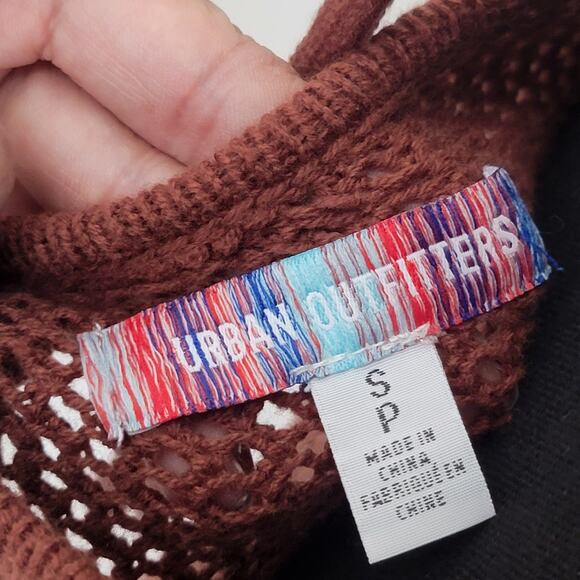 URBAN OUTFITTERS
S
P
MADE IN
CHINA
FABRIQUÉ EN
CHINE